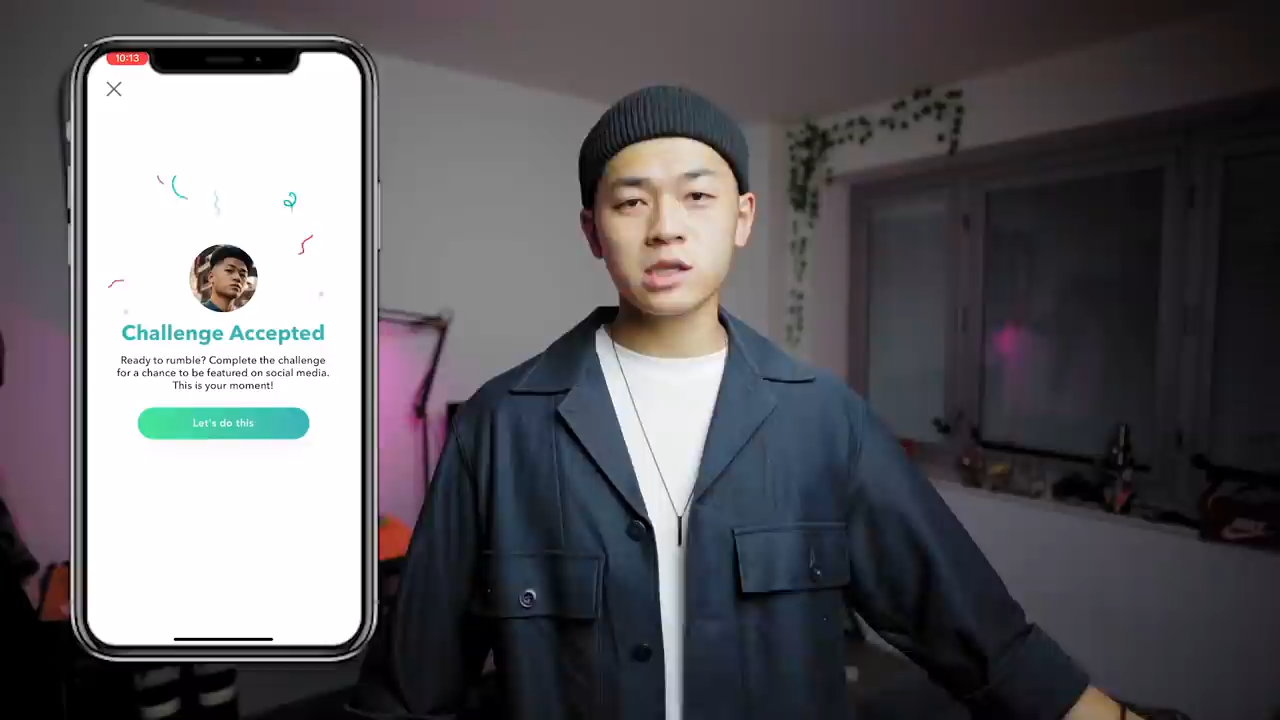 10:13
Challenge Accepted
Ready to rumble? Complete the challenge
for a chance to be featured on social media.
This is your moment!
Let's do this
NIKE